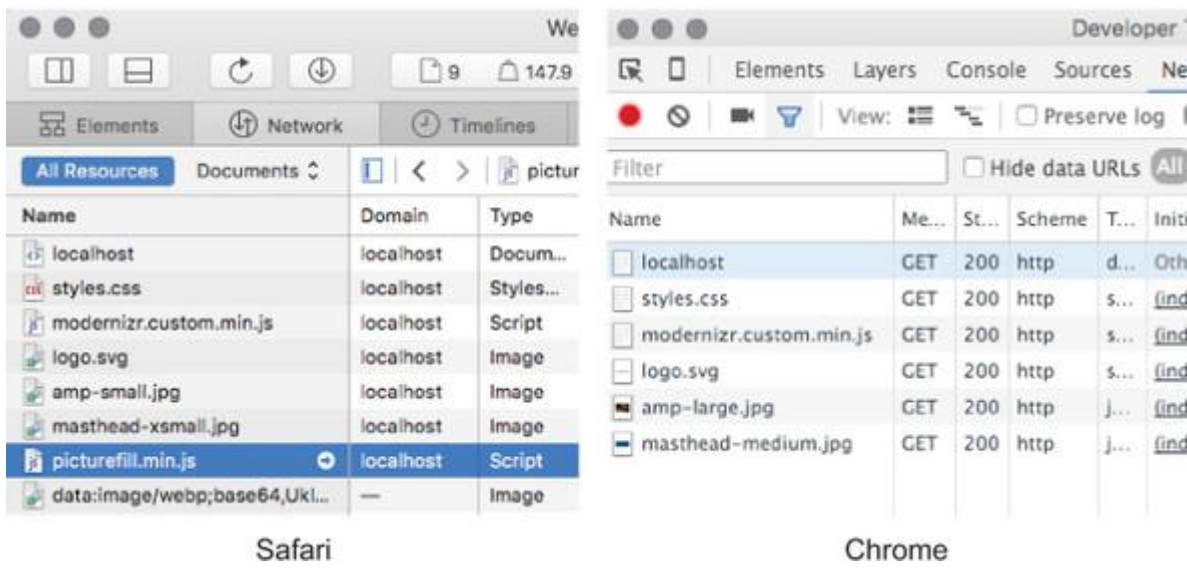 We
9 147.9
Elements Network Timelines
All Resources Documents pictur
Name Domain Type
localhost localhost Docum...
css styles.css localhost Styles...
js modernizr.custom.min.js localhost Script
logo.svg localhost Image
amp-small.jpg localhost Image
masthead-xsmall.jpg localhost Image
js picturefill.min.js localhost Script
data:image/webp;base64,Ukl... — Image
Safari
Developer T
Elements Layers Console Sources Ne
View: Preserve log
Filter Hide data URLs All
Name Me... St... Scheme T... Initi
localhost GET 200 http d... Oth
styles.css GET 200 http s... (ind
modernizr.custom.min.js GET 200 http s... (ind
logo.svg GET 200 http s... (ind
amp-large.jpg GET 200 http j... (ind
masthead-medium.jpg GET 200 http j... (ind
Chrome